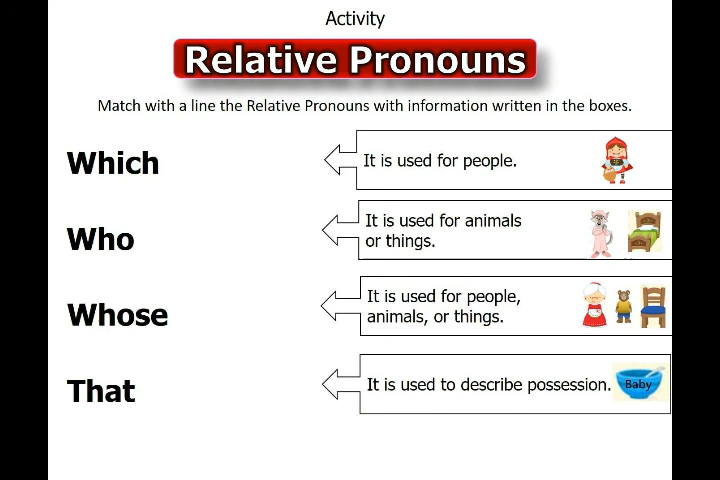 Activity
Relative Pronouns
Match with a line the Relative Pronouns with information written in the boxes.
Which
It is used for people.
Who
It is used for animals
or things.
Whose
It is used for people,
animals, or things.
That
It is used to describe possession.
Baby